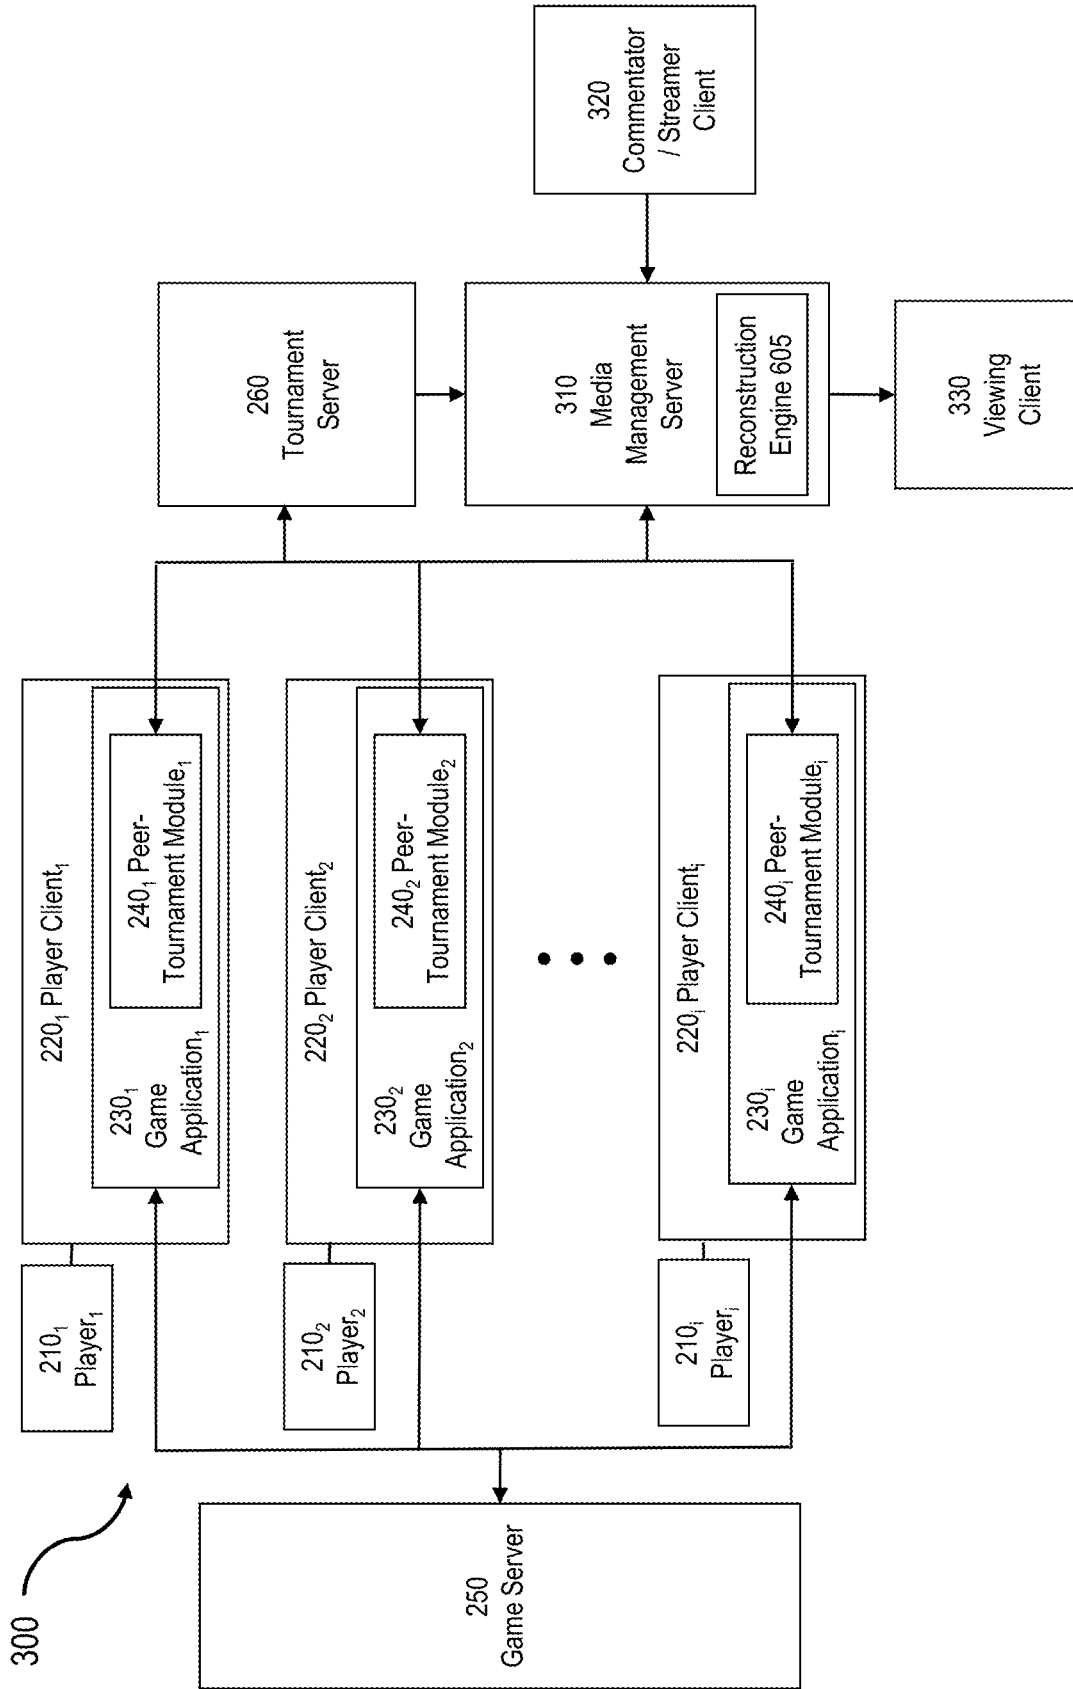 300
250
Game Server
210₁
Player₁
220₁ Player Client₁
230₁
Game
Application₁
240₁ Peer-
Tournament Module₁
210₂
Player₂
220₂ Player Client₂
230₂
Game
Application₂
240₂ Peer-
Tournament Module₂
210ᵢ
Playerᵢ
220ᵢ Player Clientᵢ
230ᵢ
Game
Applicationᵢ
240ᵢ Peer-
Tournament Moduleᵢ
260
Tournament
Server
310
Media
Management
Server
Reconstruction
Engine 605
320
Commentator
/ Streamer
Client
330
Viewing
Client